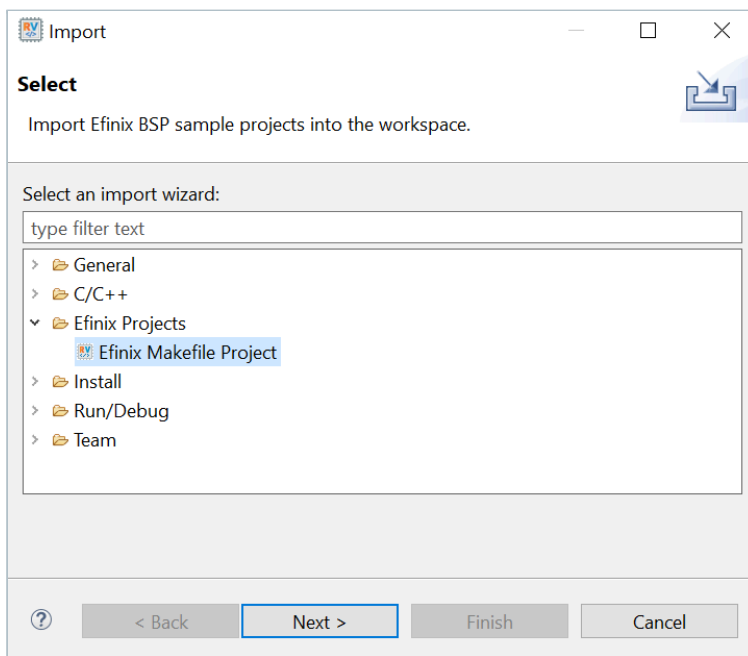 Import
Select
Import Efinix BSP sample projects into the workspace.
Select an import wizard:
type filter text
General
C/C++
Efinix Projects
Efinix Makefile Project
Install
Run/Debug
Team
? < Back Next > Finish Cancel